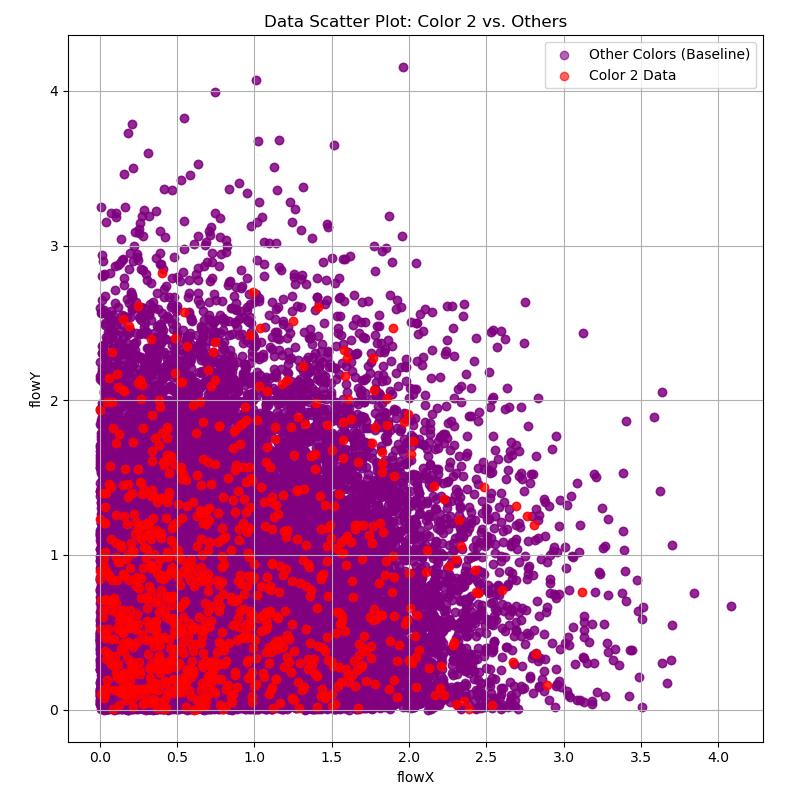 Data Scatter Plot: Color 2 vs. Others
Other Colors (Baseline)
Color 2 Data
flowY
4
3
2
1
0
0.0 0.5 1.0 1.5 2.0 2.5 3.0 3.5 4.0
flowX